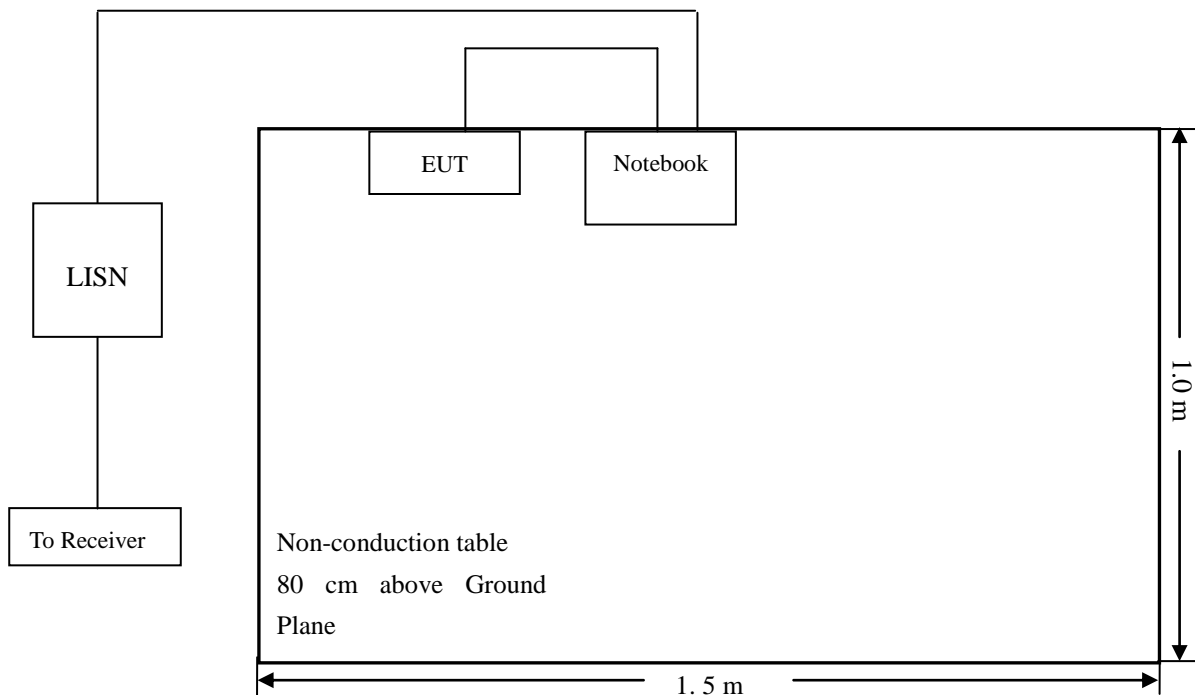 EUT
Notebook
LISN
To Receiver
Non-conduction table
80 cm above Ground
Plane
1.0 m
1. 5 m